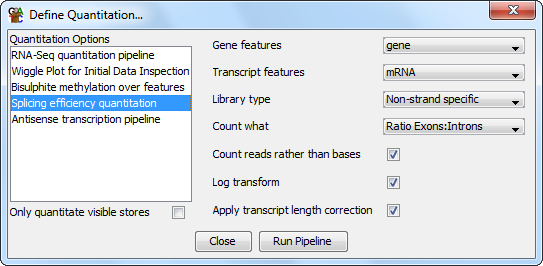 Define Quantitation...
Quantitation Options
RNA-Seq quantitation pipeline
Wiggle Plot for Initial Data Inspection
Bisulphite methylation over features
Splicing efficiency quantitation
Antisense transcription pipeline
Only quantitate visible stores
Gene features
gene
Transcript features
mRNA
Library type
Non-strand specific
Count what
Ratio Exons:Introns
Count reads rather than bases
Log transform
Apply transcript length correction
Close
Run Pipeline